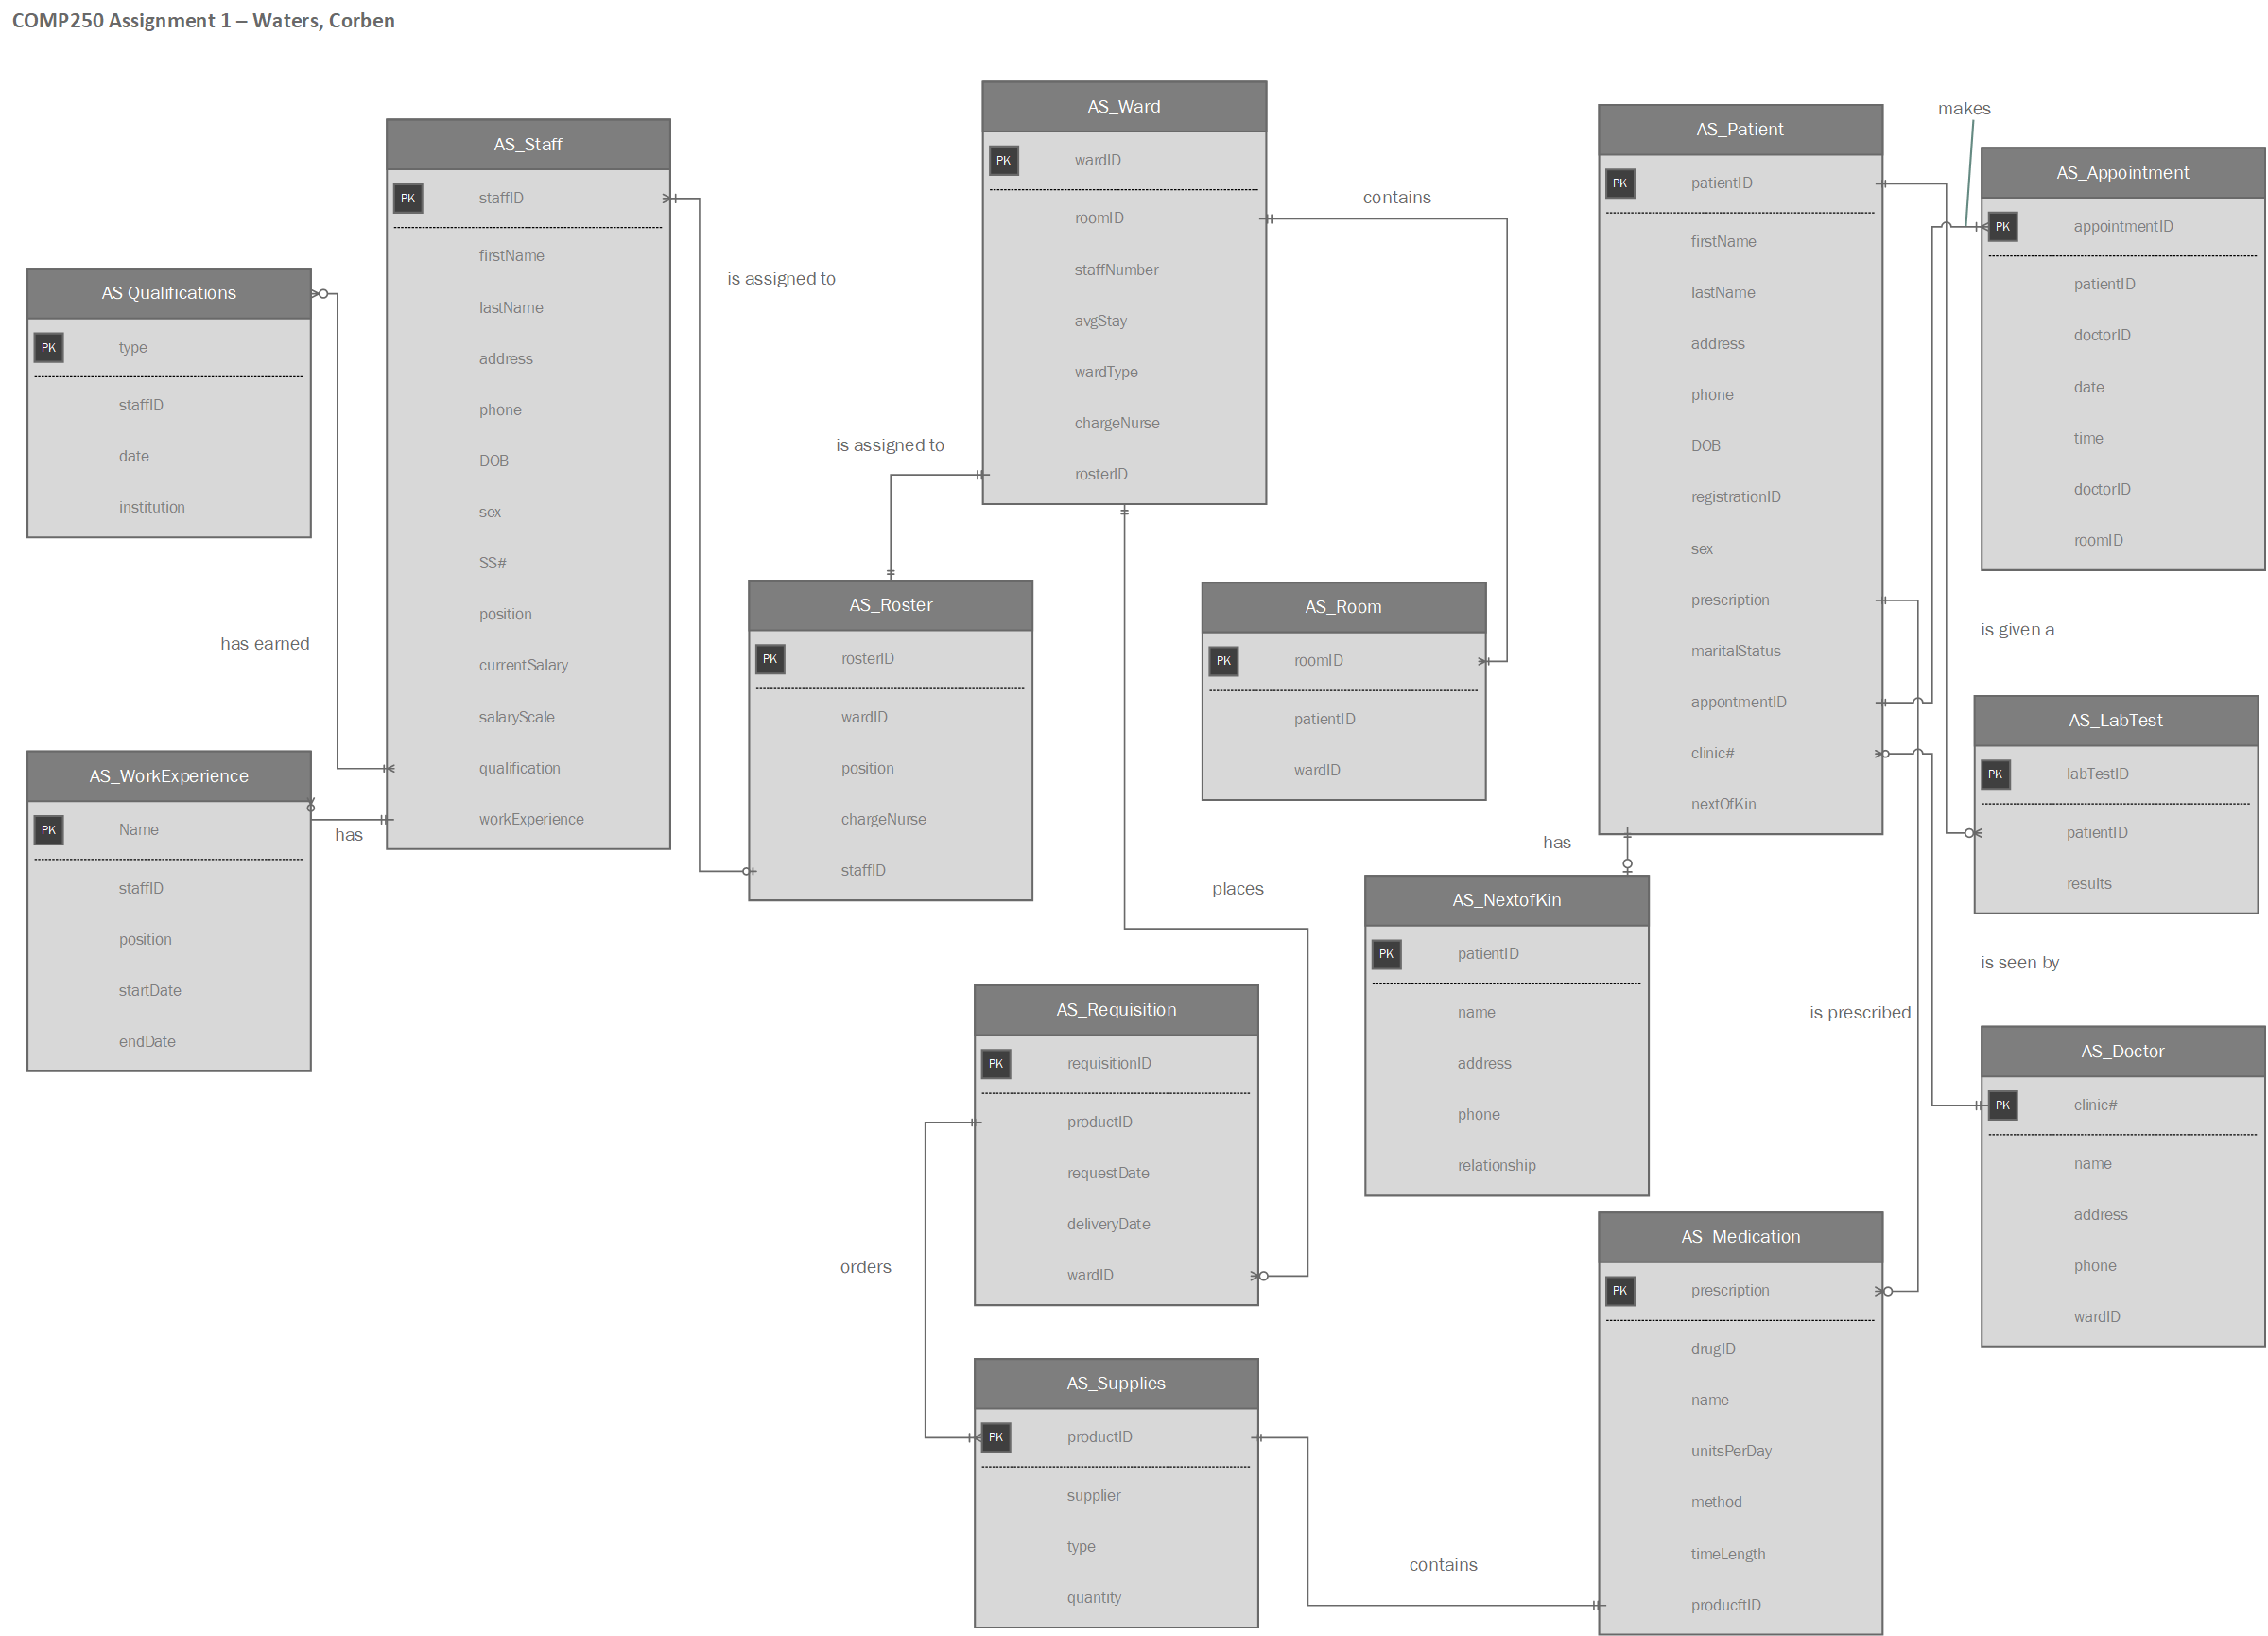 COMP250 Assignment 1 – Waters, Corben
AS_Staff
PK staffID
firstName
lastName
address
phone
DOB
sex
SS#
position
currentSalary
salaryScale
qualification
workExperience
AS Qualifications
PK type
staffID
date
institution
has earned
AS_WorkExperience
PK Name
staffID
position
startDate
endDate
has
is assigned to
is assigned to
AS_Ward
PK wardID
roomID
staffNumber
avgStay
wardType
chargeNurse
rosterID
contains
AS_Roster
PK rosterID
wardID
position
chargeNurse
staffID
AS_Room
PK roomID
patientID
wardID
places
AS_Requisition
PK requisitionID
productID
requestDate
deliveryDate
wardID
orders
AS_Supplies
PK productID
supplier
type
quantity
contains
AS_Patient
PK patientID
firstName
lastName
address
phone
DOB
registrationID
sex
prescription
maritalStatus
appontmentID
clinic#
nextOfKin
has
AS_NextofKin
PK patientID
name
address
phone
relationship
is prescribed
AS_Medication
PK prescription
drugID
name
unitsPerDay
method
timeLength
producftID
makes
AS_Appointment
PK appointmentID
patientID
doctorID
date
time
doctorID
roomID
is given a
AS_LabTest
PK labTestID
patientID
results
is seen by
AS_Doctor
PK clinic#
name
address
phone
wardID